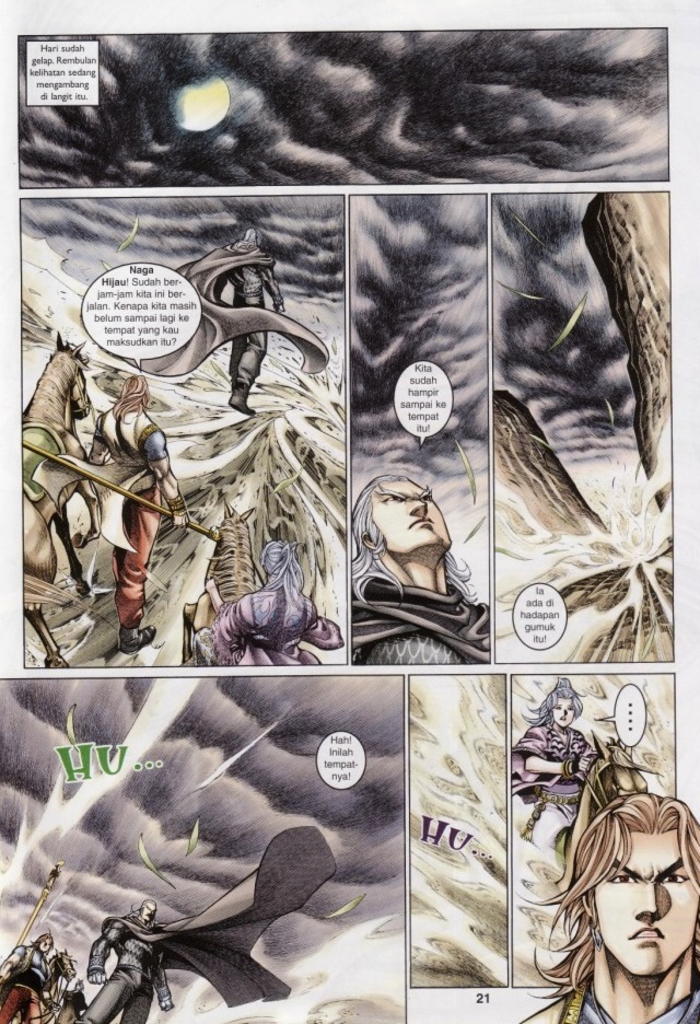 Hari sudah
gelap. Rembulan
kelihatan sedang
mengambang
di langit itu.
Naga
Hijau! Sudah ber-
jam-jam kita ini ber-
jalan. Kenapa kita masih
belum sampai lagi ke
tempat yang kau
maksudkan itu?
Kita
sudah
hampir
sampai ke
tempat
itu!
Ia
ada di
hadapan
gumuk
itu!
HU...
Hah!
Inilah
tempat-
nya!
HU...
....
21